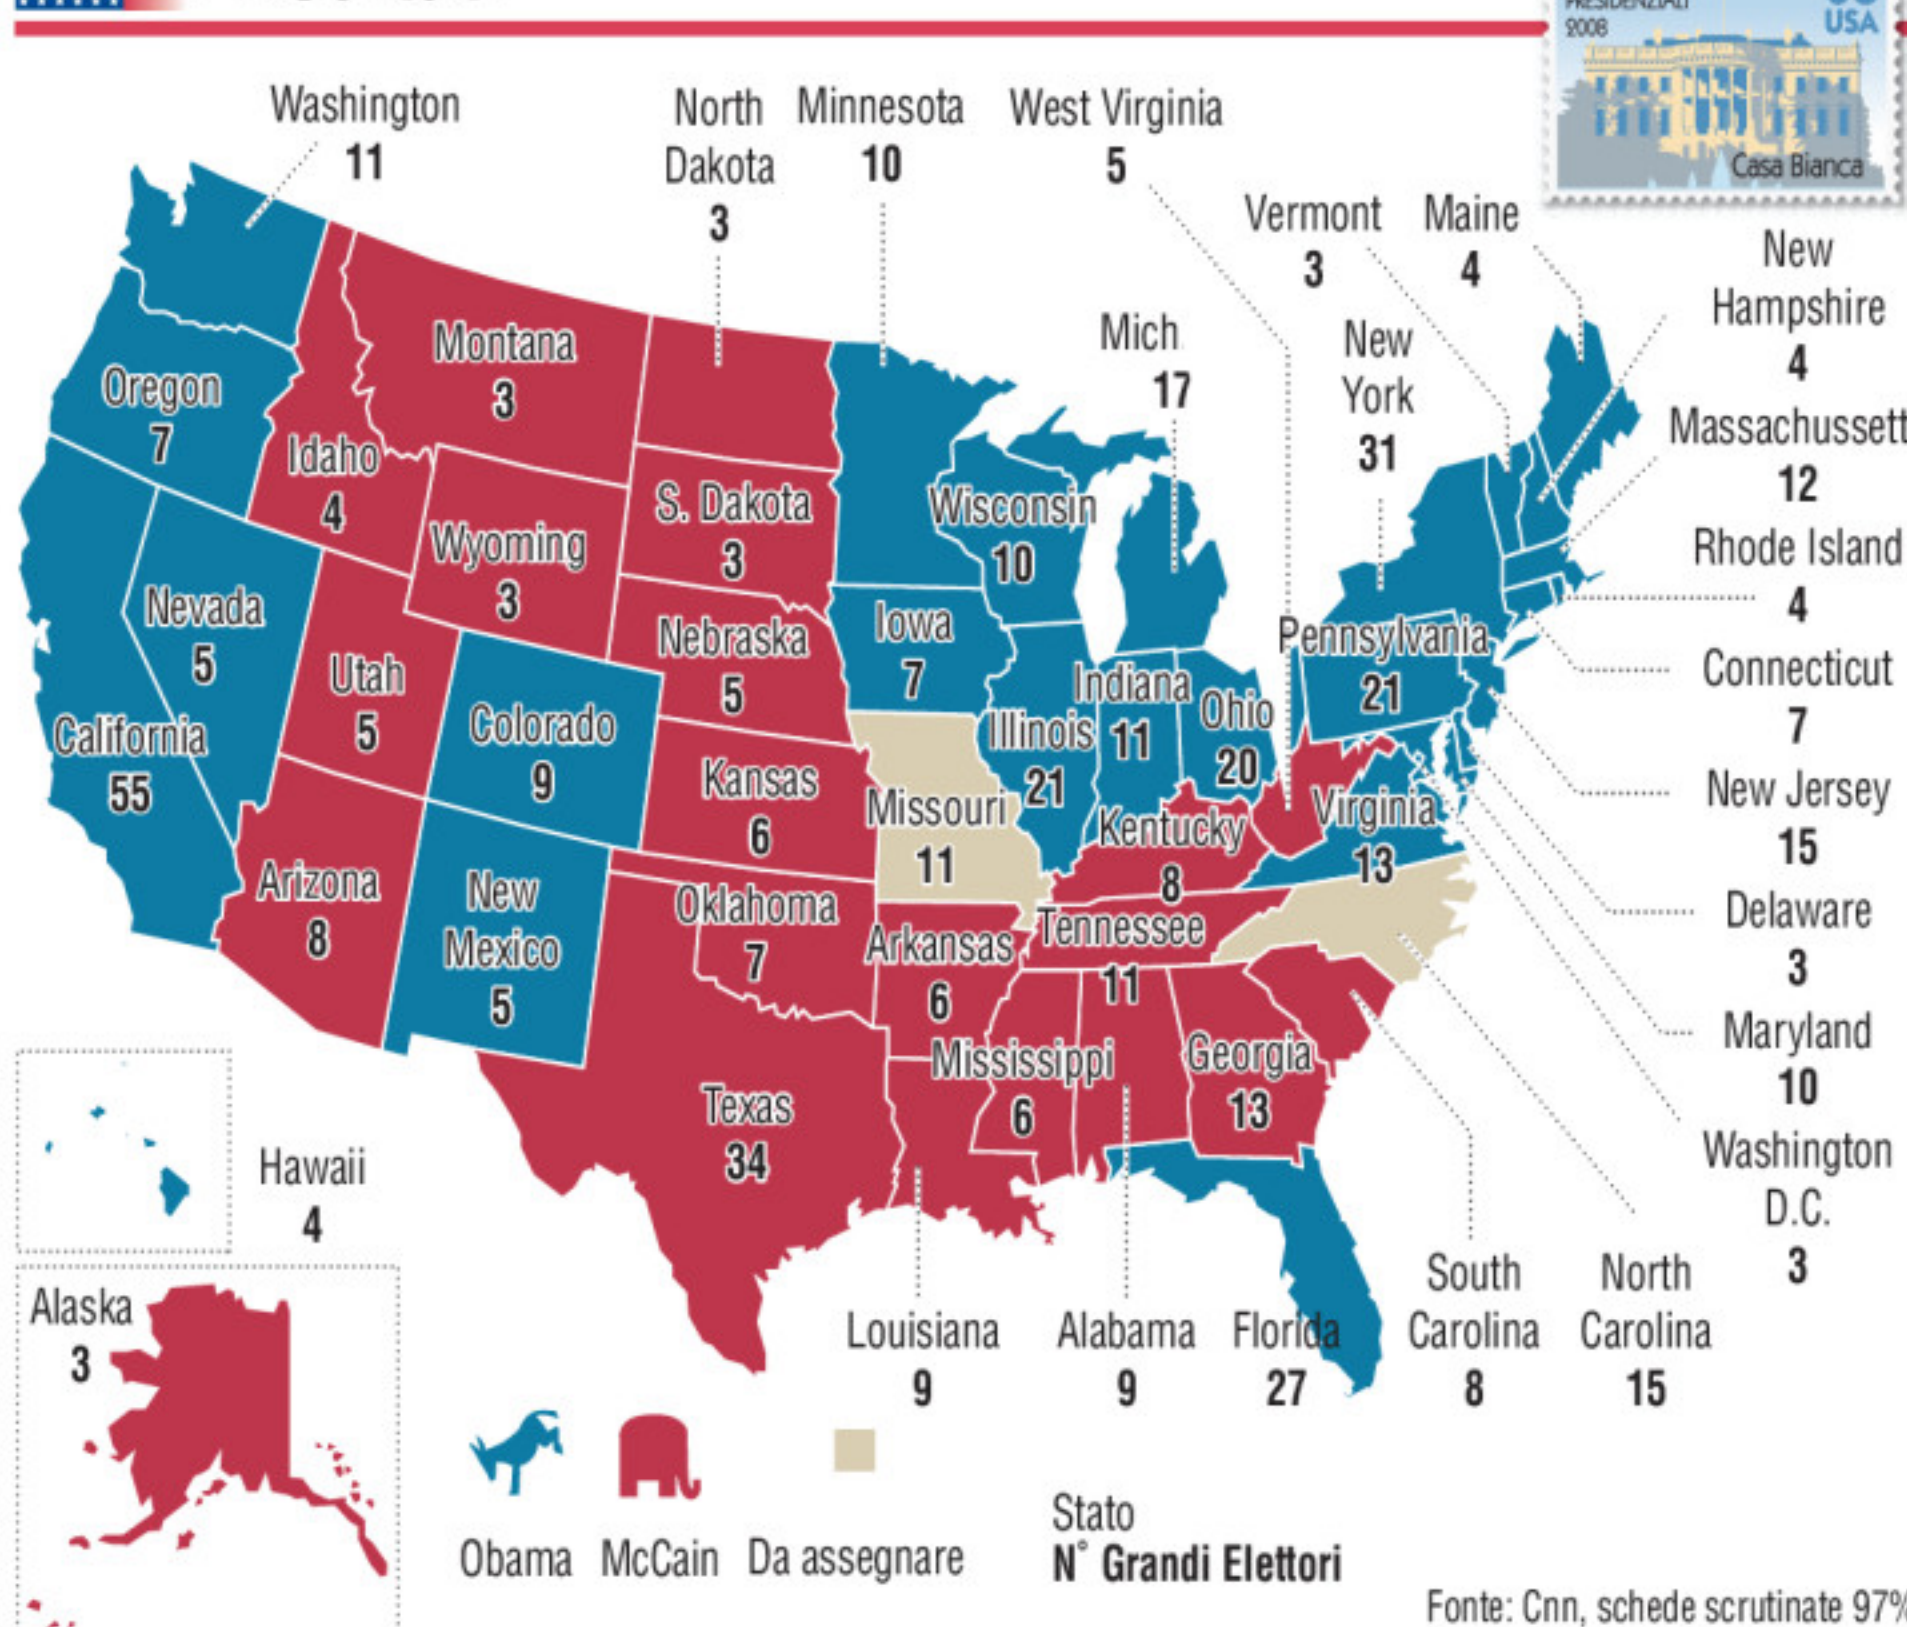 PRESIDENZIALI
2008
USA
Casa Bianca
Washington
11
North
Dakota
3
Minnesota
10
West Virginia
5
Vermont
3
Maine
4
New
Hampshire
4
Mich
17
New
York
31
Massachussett
12
Rhode Island
4
Connecticut
7
New Jersey
15
Delaware
3
Maryland
10
Washington
D.C.
3
Montana
3
Oregon
7
Idaho
4
Wyoming
3
S. Dakota
3
Wisconsin
10
Nevada
5
Utah
5
Nebraska
5
Iowa
7
Pennsylvania
21
Indiana
11
Ohio
20
Illinois
21
California
55
Colorado
9
Kansas
6
Missouri
11
Kentucky
8
Virginia
13
Arizona
8
New
Mexico
5
Oklahoma
7
Arkansas
6
Tennessee
11
Mississippi
6
Georgia
13
Texas
34
Hawaii
4
Alaska
3
Louisiana
9
Alabama
9
Florida
27
South
Carolina
8
North
Carolina
15
Obama
McCain
Da assegnare
Stato
N° Grandi Elettori
Fonte: Cnn, schede scrutinate 97%